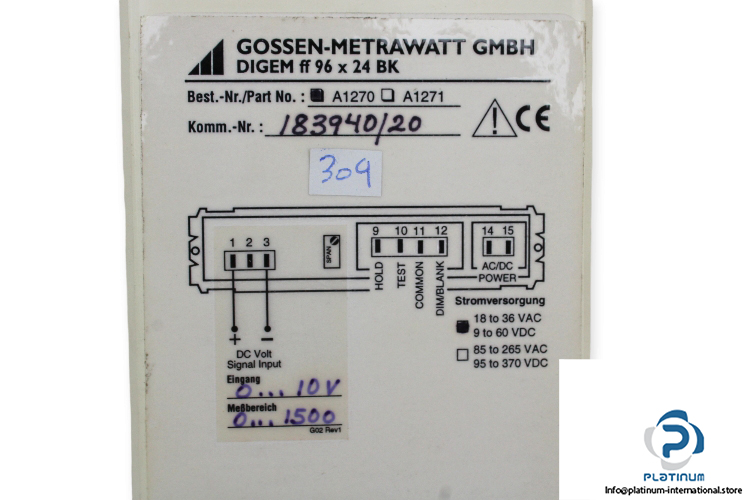 GOSSEN-METRAWATT GMBH
DIGEM ff 96 x 24 BK
Best.-Nr./Part No. : A1270 A1271
Komm.-Nr. : 183940/20
309
1 2 3
SPAN
9 10 11 12
HOLD
TEST
COMMON
DIM/BLANK
14 15
AC/DC
POWER
+ −
DC Volt
Signal Input
Stromversorgung
18 to 36 VAC
9 to 60 VDC
85 to 265 VAC
95 to 370 VDC
Eingang
0...10V
Meßbereich
0...1500
G02 Rev1
CE
PLATINUM
Info@platinum-international.store